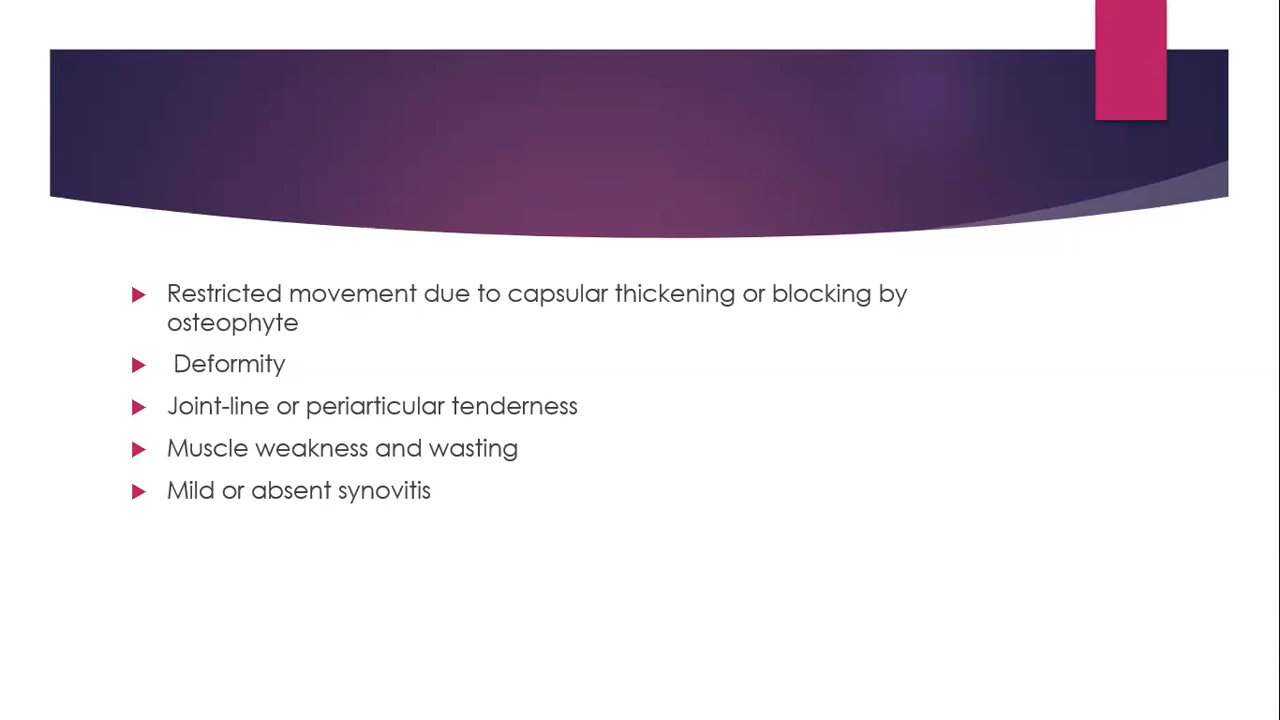 Restricted movement due to capsular thickening or blocking by
osteophyte
Deformity
Joint-line or periarticular tenderness
Muscle weakness and wasting
Mild or absent synovitis